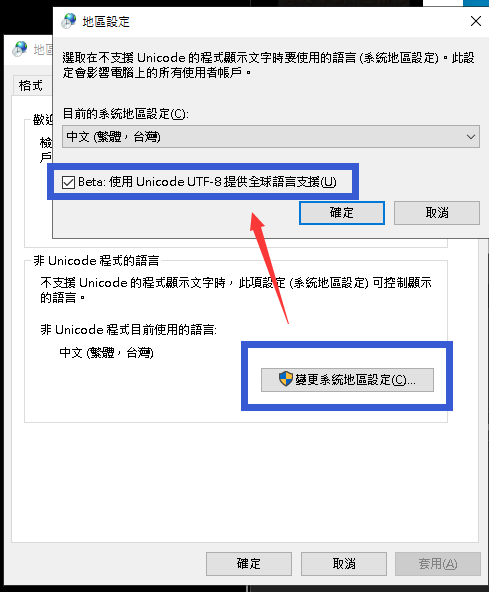 地區設定
選取在不支援 Unicode 的程式顯示文字時要使用的語言 (系統地區設定)。此設
定會影響電腦上的所有使用者帳戶。
目前的系統地區設定(C):
中文 (繁體，台灣)
Beta: 使用 Unicode UTF-8 提供全球語言支援(U)
確定
取消
地區
格式
歡迎
檢
戶
非 Unicode 程式的語言
不支援 Unicode 的程式顯示文字時，此項設定 (系統地區設定) 可控制顯示
的語言。
非 Unicode 程式目前使用的語言:
中文 (繁體，台灣)
變更系統地區設定(C)...
確定
取消
套用(A)